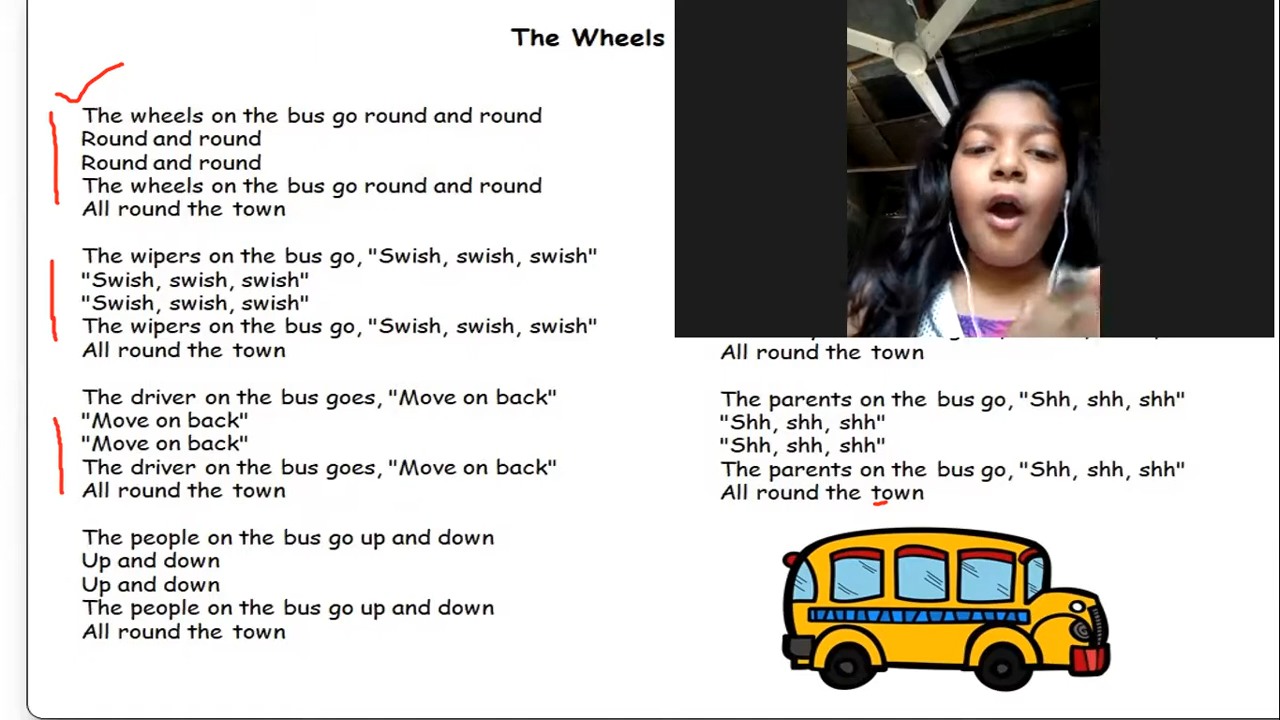 The Wheels
The wheels on the bus go round and round
Round and round
Round and round
The wheels on the bus go round and round
All round the town
The wipers on the bus go, "Swish, swish, swish"
"Swish, swish, swish"
"Swish, swish, swish"
The wipers on the bus go, "Swish, swish, swish"
All round the town
The driver on the bus goes, "Move on back"
"Move on back"
"Move on back"
The driver on the bus goes, "Move on back"
All round the town
The people on the bus go up and down
Up and down
Up and down
The people on the bus go up and down
All round the town
All round the town
The parents on the bus go, "Shh, shh, shh"
"Shh, shh, shh"
"Shh, shh, shh"
The parents on the bus go, "Shh, shh, shh"
All round the town